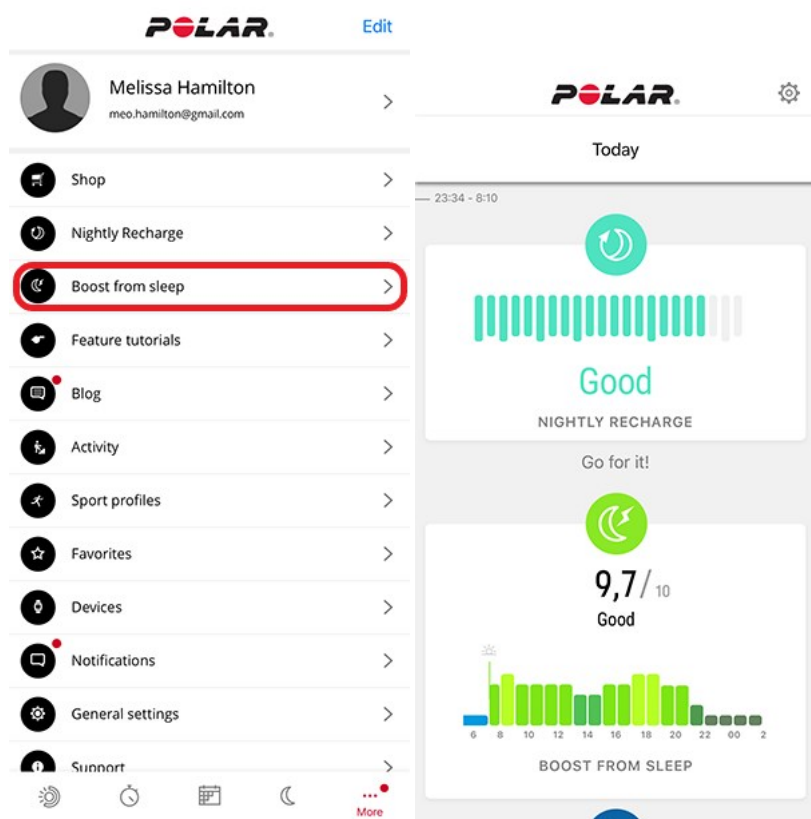 POLAR.
Edit
Melissa Hamilton
meo.hamilton@gmail.com
Shop
Nightly Recharge
Boost from sleep
Feature tutorials
Blog
Activity
Sport profiles
Favorites
Devices
Notifications
General settings
Support
More
POLAR.
Today
23:34 - 8:10
Good
NIGHTLY RECHARGE
Go for it!
9,7/ 10
Good
6 8 10 12 14 16 18 20 22 00 2
BOOST FROM SLEEP